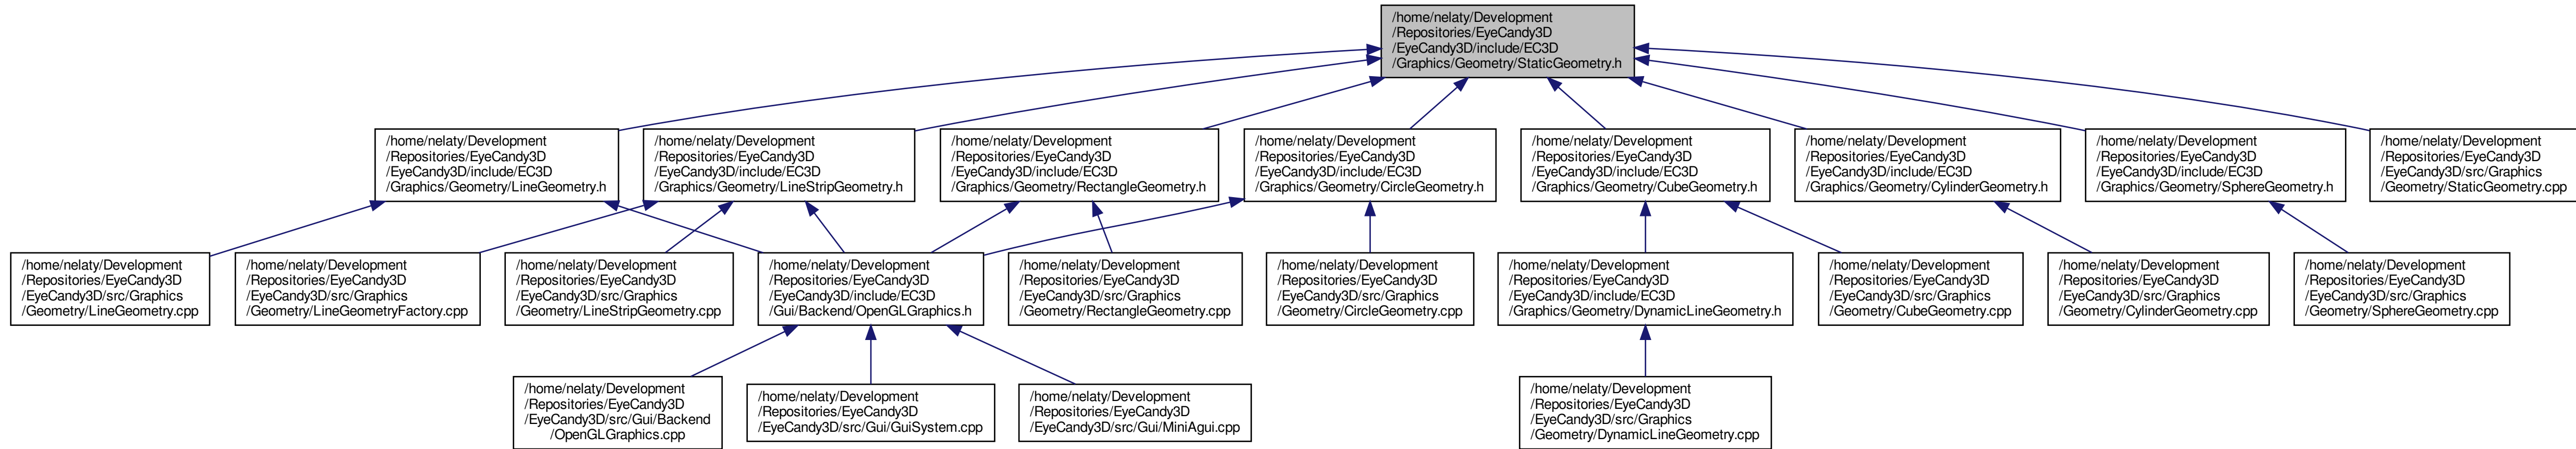 /home/nelaty/Development
/Repositories/EyeCandy3D
/EyeCandy3D/include/EC3D
/Graphics/Geometry/StaticGeometry.h
/home/nelaty/Development
/Repositories/EyeCandy3D
EyeCandy3D/include/EC3D
/Graphics/Geometry/LineGeometry.h
/home/nelaty/Development
/Repositories/EyeCandy3D
/EyeCandy3D/include/EC3D
/Graphics/Geometry/LineStripGeometry.h
/home/nelaty/Development
/Repositories/EyeCandy3D
/EyeCandy3D/include/EC3D
/Graphics/Geometry/RectangleGeometry.h
/home/nelaty/Development
/Repositories/EyeCandy3D
/EyeCandy3D/include/EC3D
/Graphics/Geometry/CircleGeometry.h
/home/nelaty/Development
/Repositories/EyeCandy3D
/EyeCandy3D/include/EC3D
/Graphics/Geometry/CubeGeometry.h
/home/nelaty/Development
/Repositories/EyeCandy3D
/EyeCandy3D/include/EC3D
/Graphics/Geometry/CylinderGeometry.h
/home/nelaty/Development
/Repositories/EyeCandy3D
/EyeCandy3D/include/EC3D
/Graphics/Geometry/SphereGeometry.h
/home/nelaty/Development
/Repositories/EyeCandy3D
/EyeCandy3D/src/Graphics
/Geometry/StaticGeometry.cpp
/home/nelaty/Development
/Repositories/EyeCandy3D
/EyeCandy3D/src/Graphics
/Geometry/LineGeometry.cpp
/home/nelaty/Development
/Repositories/EyeCandy3D
/EyeCandy3D/src/Graphics
/Geometry/LineGeometryFactory.cpp
/home/nelaty/Development
/Repositories/EyeCandy3D
/EyeCandy3D/src/Graphics
/Geometry/LineStripGeometry.cpp
/home/nelaty/Development
/Repositories/EyeCandy3D
/EyeCandy3D/include/EC3D
/Gui/Backend/OpenGLGraphics.h
/home/nelaty/Development
/Repositories/EyeCandy3D
/EyeCandy3D/src/Graphics
/Geometry/RectangleGeometry.cpp
/home/nelaty/Development
/Repositories/EyeCandy3D
/EyeCandy3D/src/Graphics
/Geometry/CircleGeometry.cpp
/home/nelaty/Development
/Repositories/EyeCandy3D
/EyeCandy3D/include/EC3D
/Graphics/Geometry/DynamicLineGeometry.h
/home/nelaty/Development
/Repositories/EyeCandy3D
/EyeCandy3D/src/Graphics
/Geometry/CubeGeometry.cpp
/home/nelaty/Development
/Repositories/EyeCandy3D
/EyeCandy3D/src/Graphics
/Geometry/CylinderGeometry.cpp
/home/nelaty/Development
/Repositories/EyeCandy3D
/EyeCandy3D/src/Graphics
/Geometry/SphereGeometry.cpp
/home/nelaty/Development
/Repositories/EyeCandy3D
/EyeCandy3D/src/Gui/Backend
/OpenGLGraphics.cpp
/home/nelaty/Development
/Repositories/EyeCandy3D
/EyeCandy3D/src/Gui/GuiSystem.cpp
/home/nelaty/Development
/Repositories/EyeCandy3D
/EyeCandy3D/src/Gui/MiniAgui.cpp
/home/nelaty/Development
/Repositories/EyeCandy3D
/EyeCandy3D/src/Graphics
/Geometry/DynamicLineGeometry.cpp